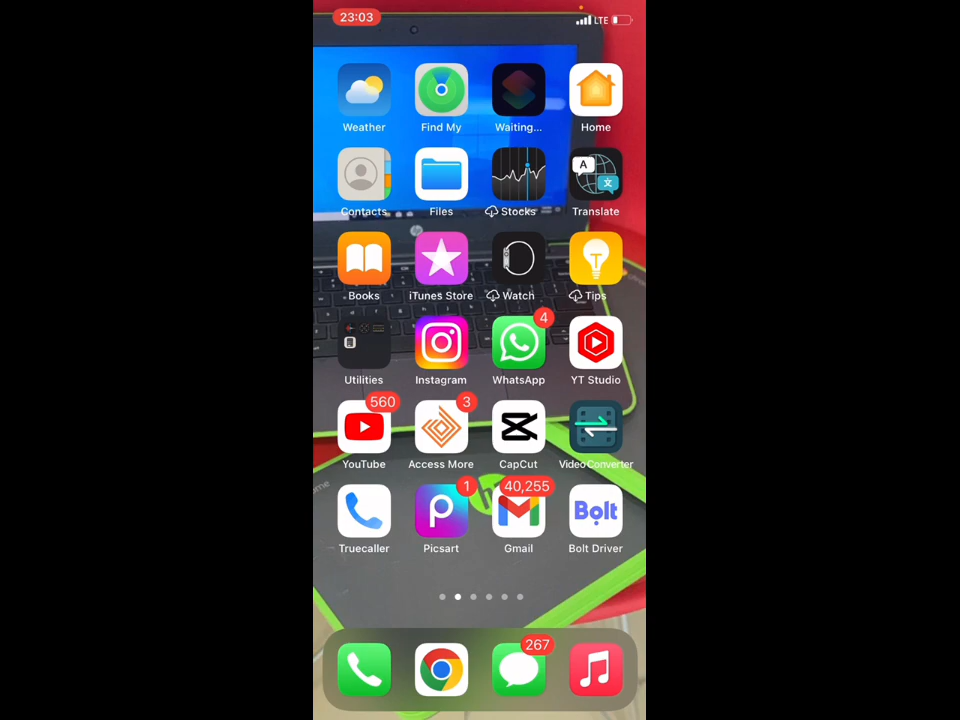 23:03 LTE
Weather Find My Waiting... Home
A 文
Contacts Files Stocks Translate
T
Books iTunes Store Watch Tips
4
Utilities Instagram WhatsApp YT Studio
560 3
YouTube Access More CapCut VideoConverter
1 40,255
Bolt
Truecaller Picsart Gmail Bolt Driver
267